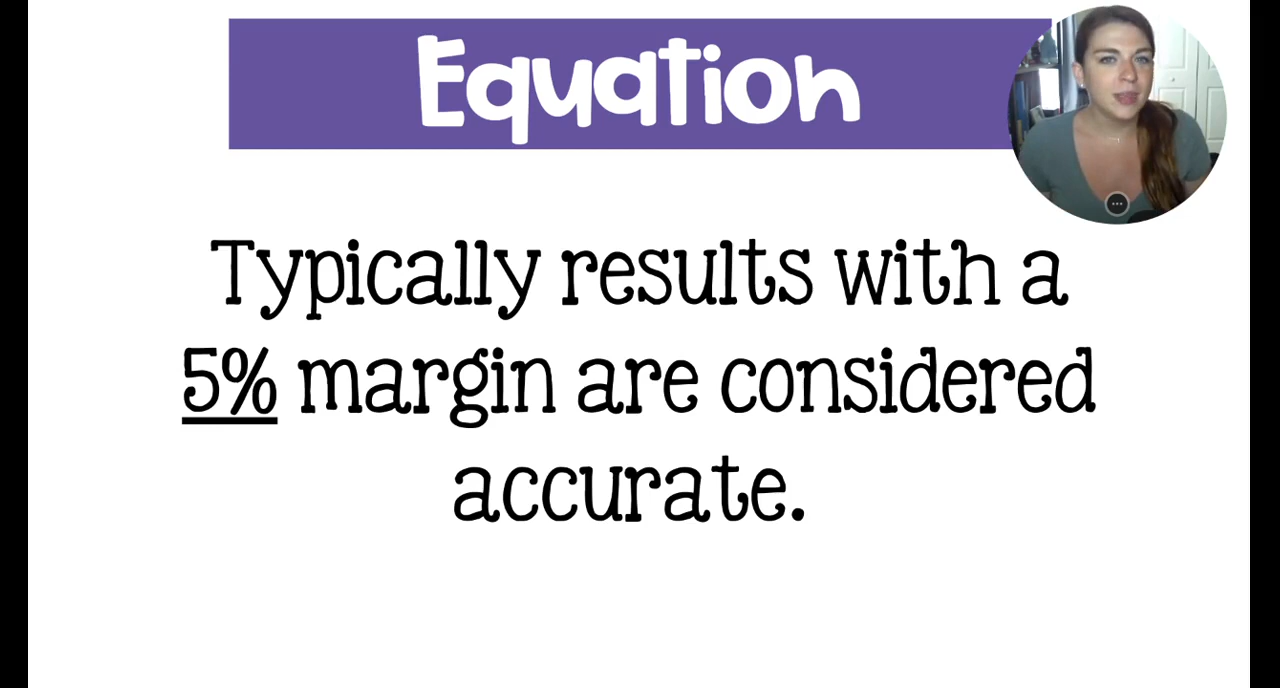 Equation
Typically results with a
5% margin are considered
accurate.